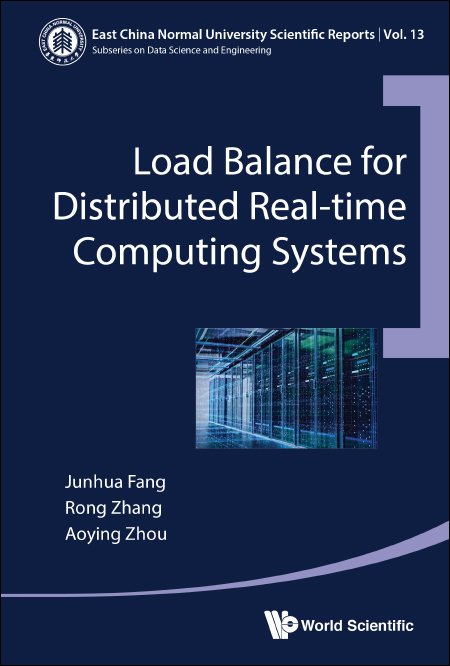 East China Normal University Scientific Reports | Vol. 13
Subseries on Data Science and Engineering
Load Balance for
Distributed Real-time
Computing Systems
Junhua Fang
Rong Zhang
Aoying Zhou
World Scientific